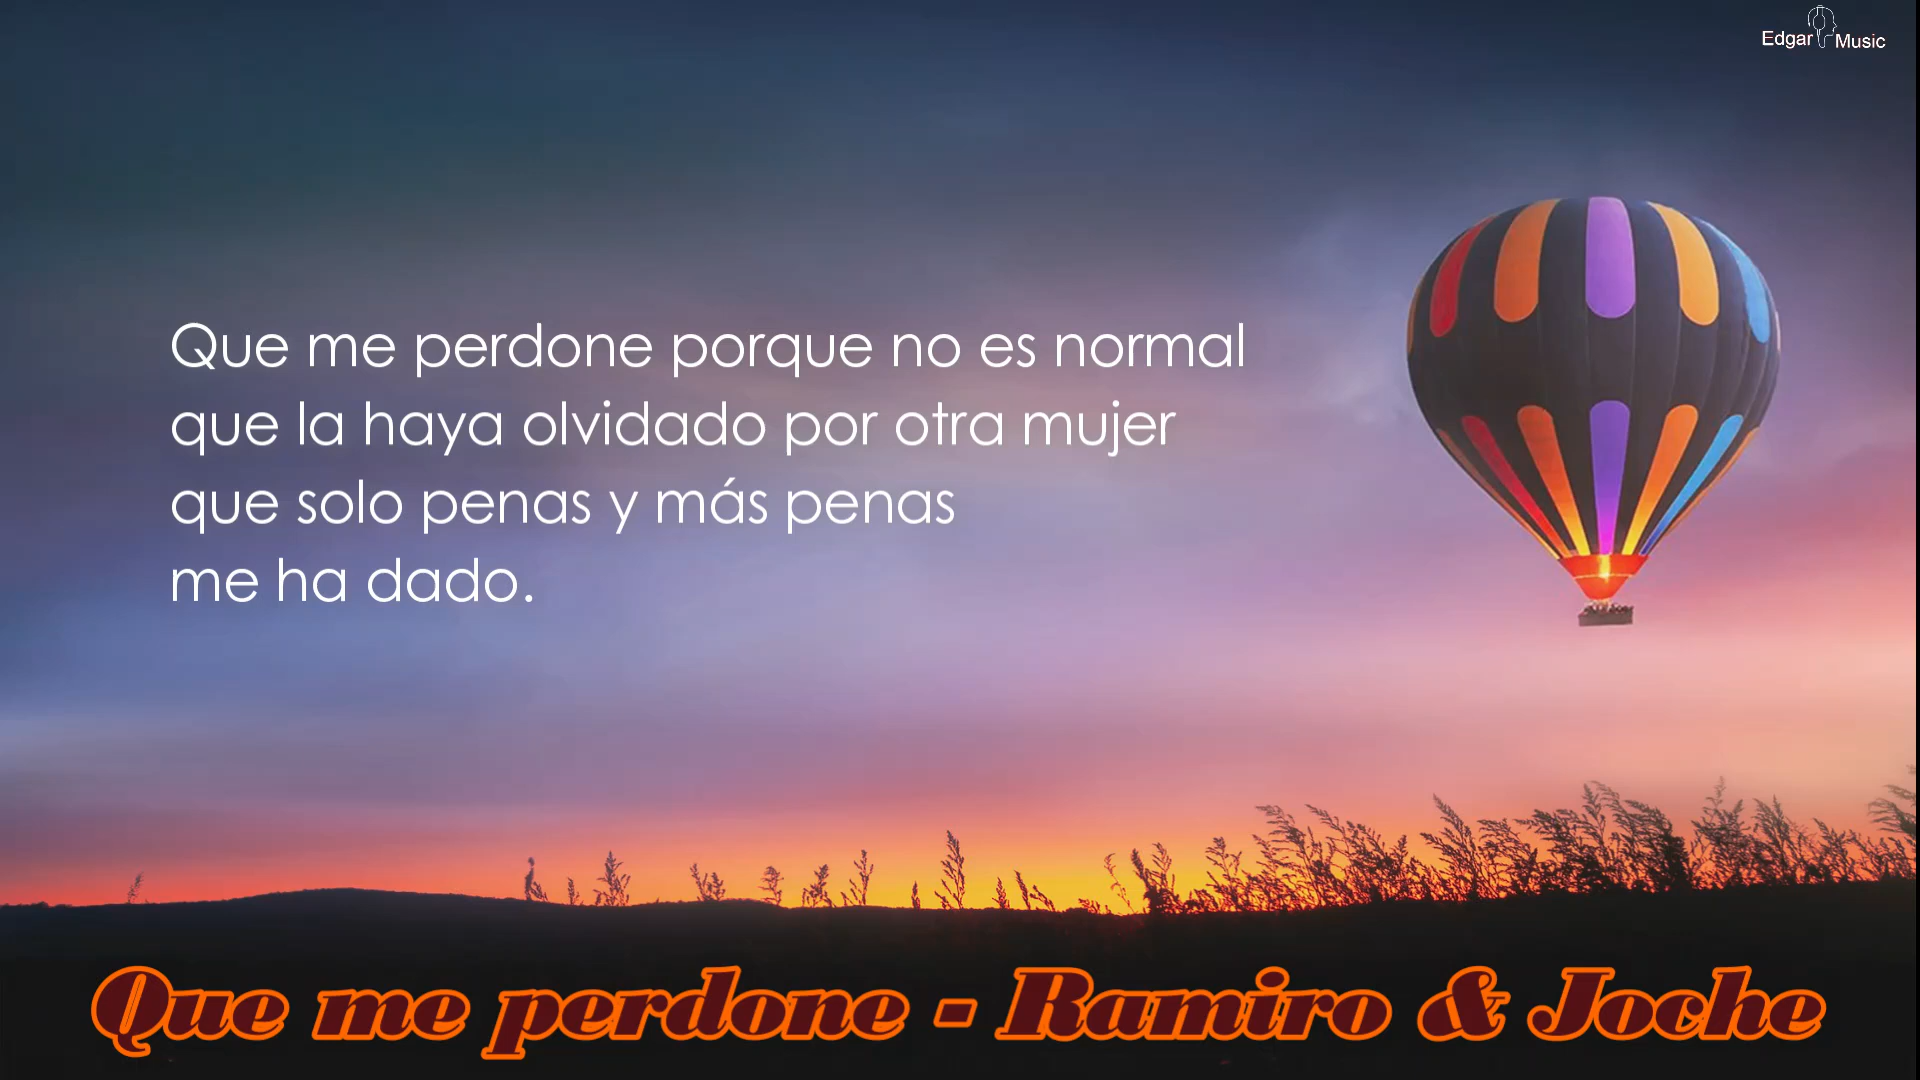 Edgar Music
Que me perdone porque no es normal
que la haya olvidado por otra mujer
que solo penas y más penas
me ha dado.
Que me perdone - Ramiro & Joche